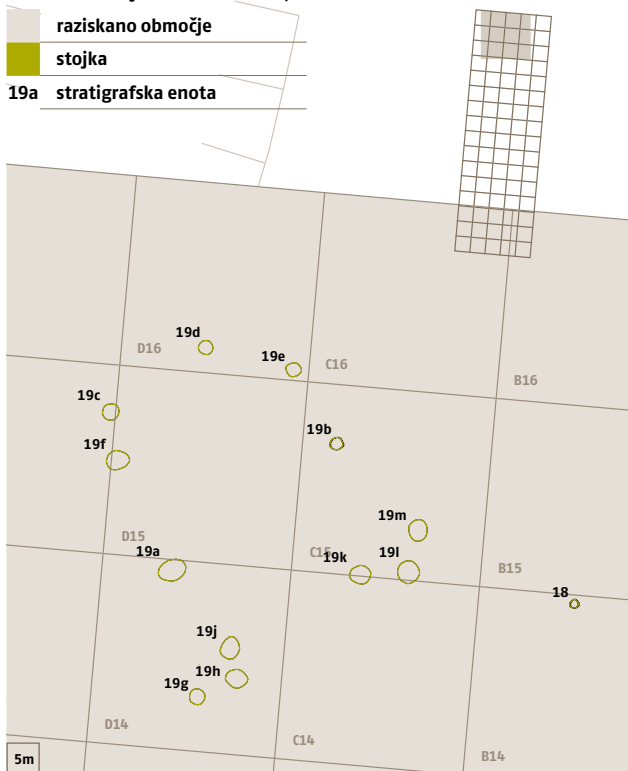 raziskano območje
stojka
19a stratigrafska enota
19d
D16
19e
C16
B16
19c
19b
19f
19m
D15
19a
C15
19k
19l
B15
18
19j
19h
19g
D14
C14
B14
5m